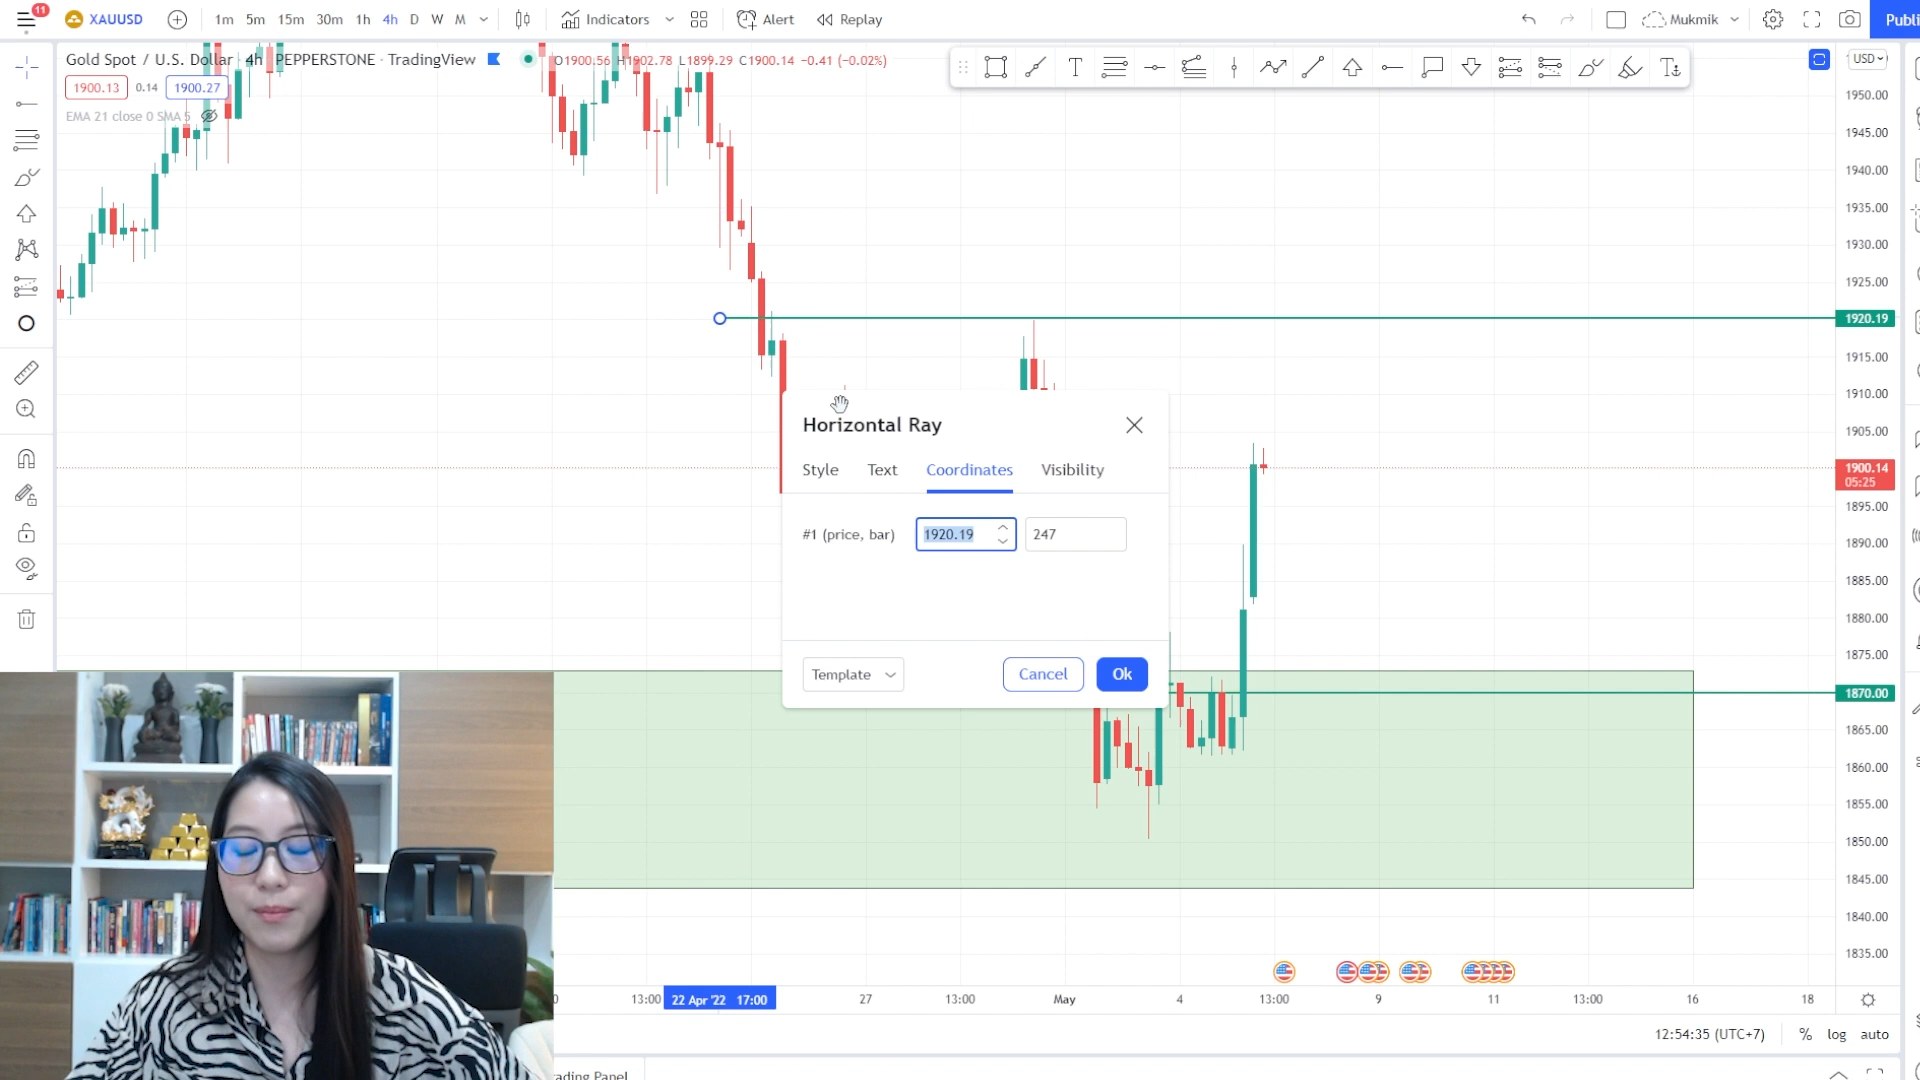 11
XAUUSD 1m 5m 15m 30m 1h 4h D W M Indicators Alert Replay Mukmik Publi
Gold Spot / U.S. Dollar · 4h · PEPPERSTONE · TradingView O1900.56 H1902.78 L1899.29 C1900.14 −0.41 (−0.02%) USD
1900.13 0.14 1900.27
EMA 21 close 0 SMA 5
1950.00
1945.00
1940.00
1935.00
1930.00
1925.00
1920.19
1915.00
1910.00
1905.00
1900.14
05:25
1895.00
1890.00
1885.00
1880.00
1875.00
1870.00
1865.00
1860.00
1855.00
1850.00
1845.00
1840.00
1835.00
Horizontal Ray
Style Text Coordinates Visibility
#1 (price, bar) 1920.19 247
Template Cancel Ok
13:00 22 Apr '22 17:00 27 13:00 May 4 13:00 9 11 13:00 16 18
12:54:35 (UTC+7) % log auto
ading Panel